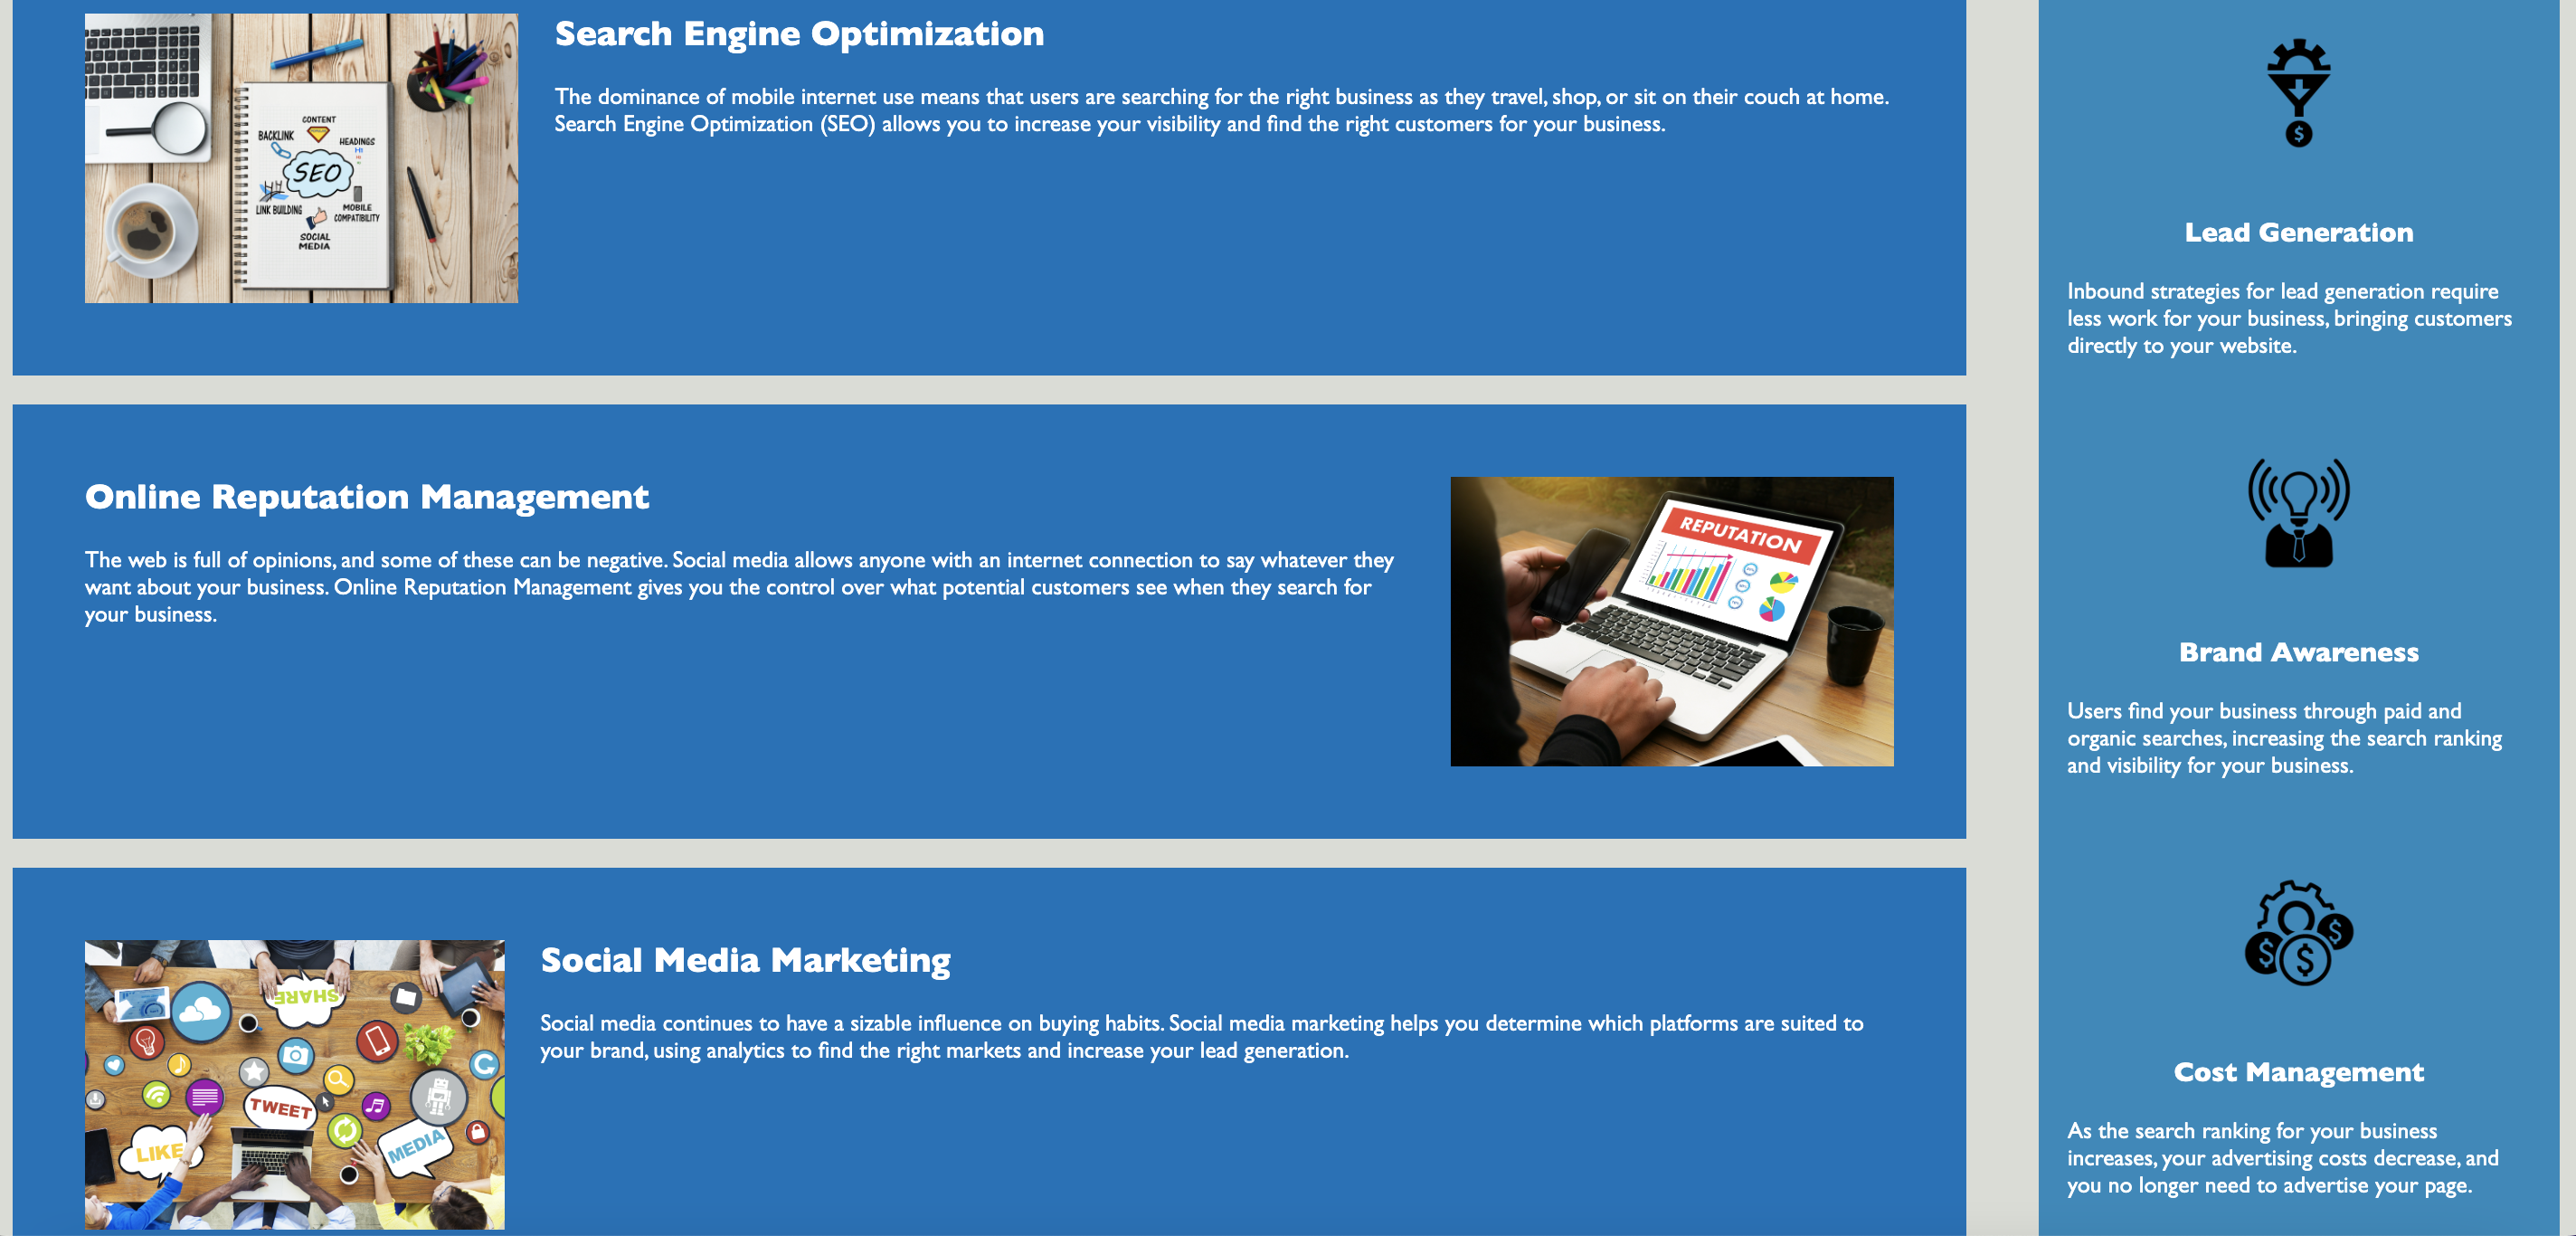 Search Engine Optimization
The dominance of mobile internet use means that users are searching for the right business as they travel, shop, or sit on their couch at home.
Search Engine Optimization (SEO) allows you to increase your visibility and find the right customers for your business.
CONTENT
BACKLINK
HEADINGS
H1
SEO
LINK BUILDING
MOBILE
COMPATIBILITY
SOCIAL
MEDIA
Online Reputation Management
The web is full of opinions, and some of these can be negative. Social media allows anyone with an internet connection to say whatever they
want about your business. Online Reputation Management gives you the control over what potential customers see when they search for
your business.
REPUTATION
Social Media Marketing
Social media continues to have a sizable influence on buying habits. Social media marketing helps you determine which platforms are suited to
your brand, using analytics to find the right markets and increase your lead generation.
SHARE
TWEET
LIKE
MEDIA
$
Lead Generation
Inbound strategies for lead generation require
less work for your business, bringing customers
directly to your website.
Brand Awareness
Users find your business through paid and
organic searches, increasing the search ranking
and visibility for your business.
$ $ $
Cost Management
As the search ranking for your business
increases, your advertising costs decrease, and
you no longer need to advertise your page.